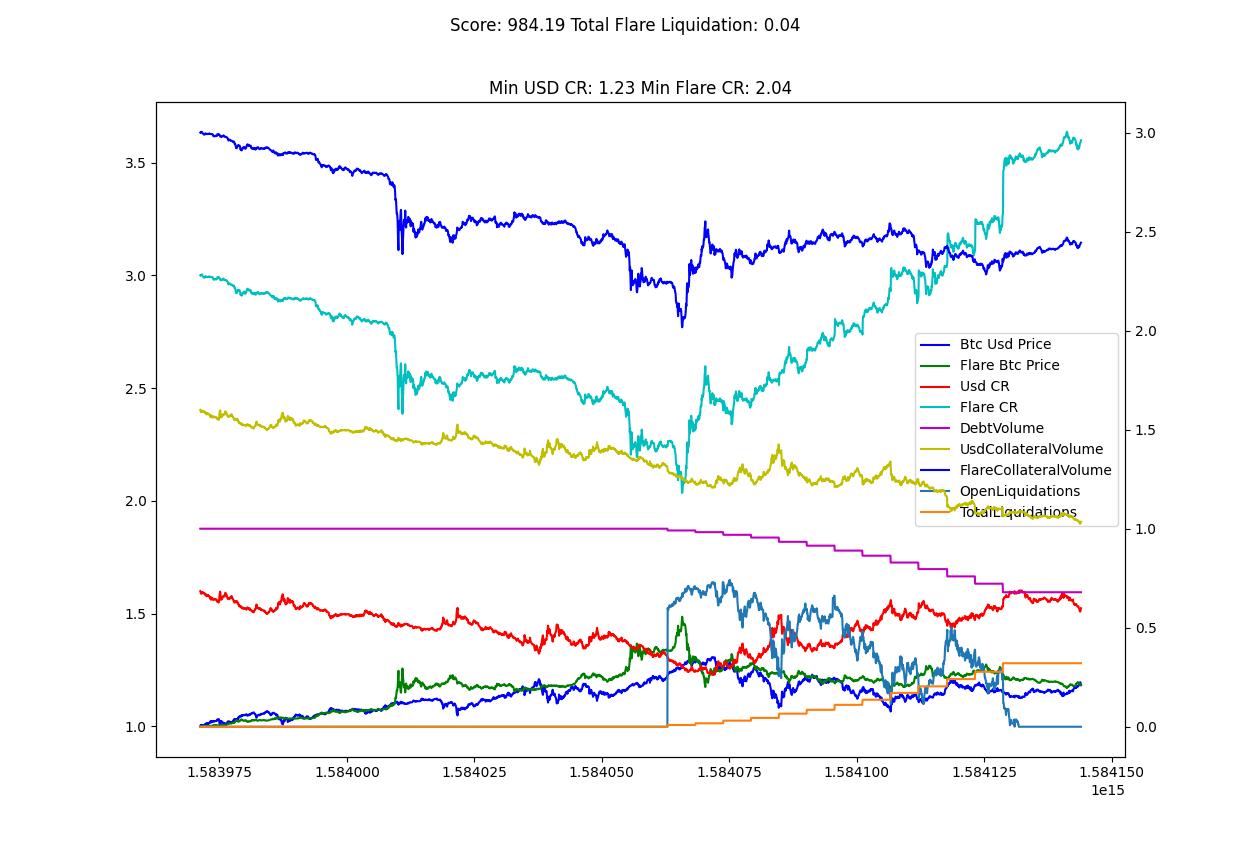 Score: 984.19 Total Flare Liquidation: 0.04
Min USD CR: 1.23 Min Flare CR: 2.04
3.5
3.0
2.5
2.0
1.5
1.0
3.0
2.5
2.0
1.5
1.0
0.5
0.0
Btc Usd Price
Flare Btc Price
Usd CR
Flare CR
DebtVolume
UsdCollateralVolume
FlareCollateralVolume
OpenLiquidations
TotalLiquidations
1.583975 1.584000 1.584025 1.584050 1.584075 1.584100 1.584125 1.584150
1e15